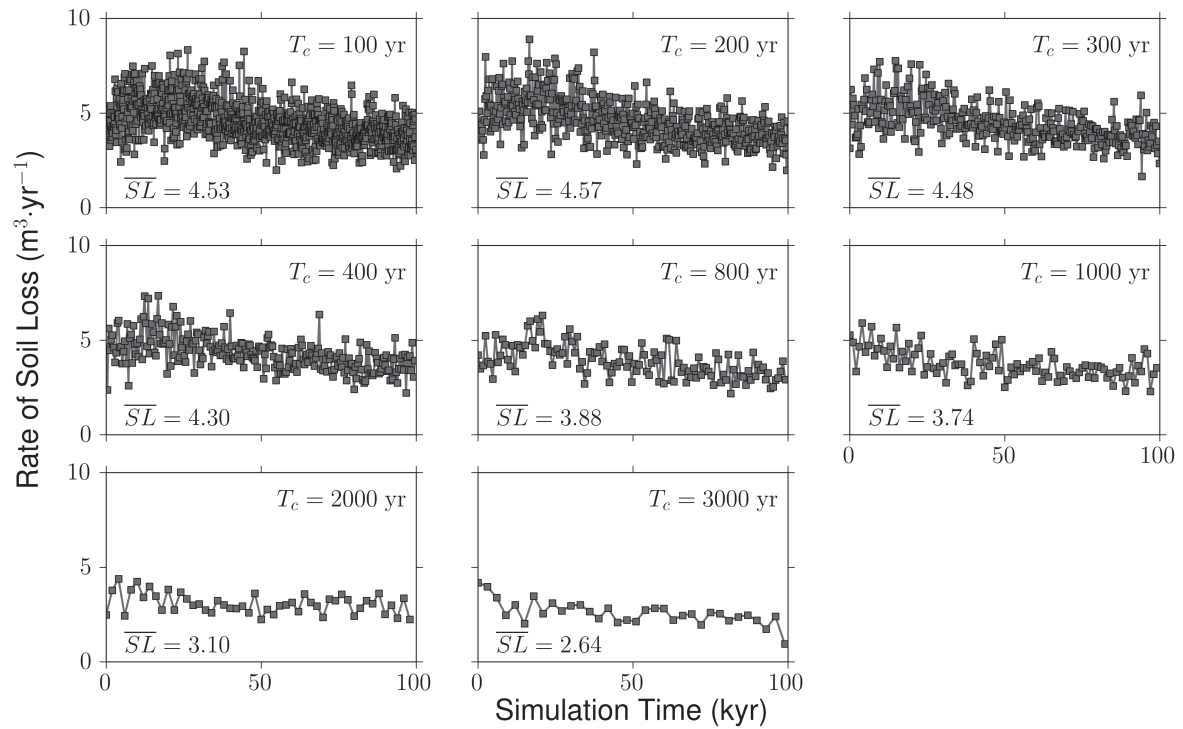 Rate of Soil Loss (m³·yr⁻¹)
10
5
0
T_c = 100 yr
SL̅ = 4.53
T_c = 200 yr
SL̅ = 4.57
T_c = 300 yr
SL̅ = 4.48
10
5
0
T_c = 400 yr
SL̅ = 4.30
T_c = 800 yr
SL̅ = 3.88
T_c = 1000 yr
SL̅ = 3.74
0 50 100
10
5
0
T_c = 2000 yr
SL̅ = 3.10
0 50 100
T_c = 3000 yr
SL̅ = 2.64
0 50 100
Simulation Time (kyr)